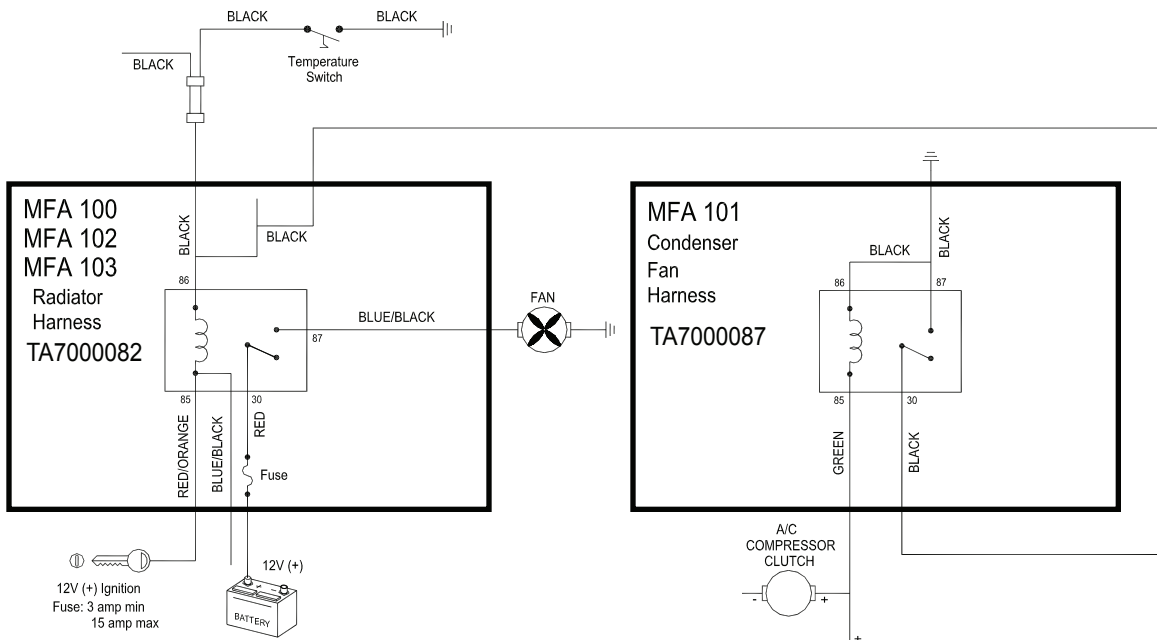 BLACK
BLACK
BLACK
Temperature
Switch
MFA 100
MFA 102
MFA 103
Radiator
Harness
TA7000082
BLACK
BLACK
86
87
85
30
BLUE/BLACK
FAN
RED/ORANGE
BLUE/BLACK
RED
Fuse
12V (+) Ignition
Fuse: 3 amp min
15 amp max
12V (+)
+ -
BATTERY
MFA 101
Condenser
Fan
Harness
TA7000087
BLACK
BLACK
86
87
85
30
GREEN
BLACK
A/C
COMPRESSOR
CLUTCH
- +
+